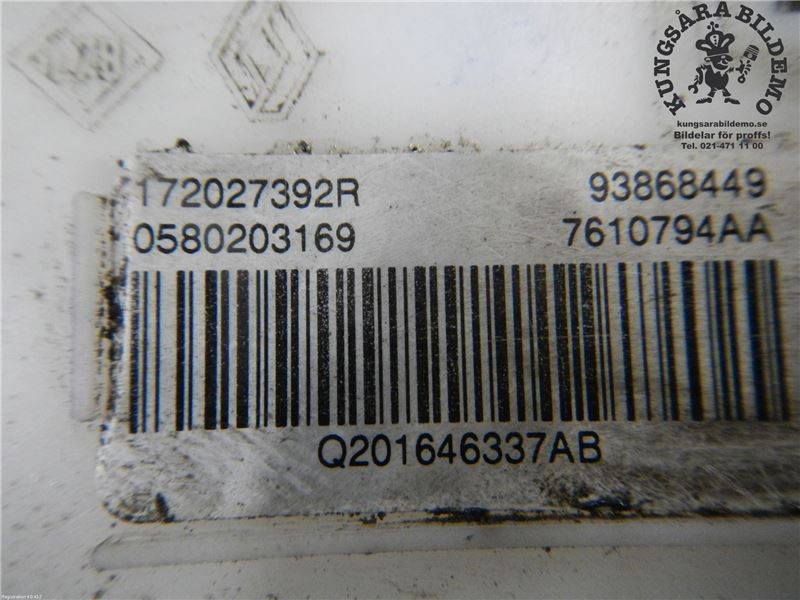 KUNGSÅRA BILDEMO
kungsarabildemo.se
Bildelar för proffs!
Tel. 021-471 11 00
172027392R 93868449
0580203169 7610794AA
Q201646337AB